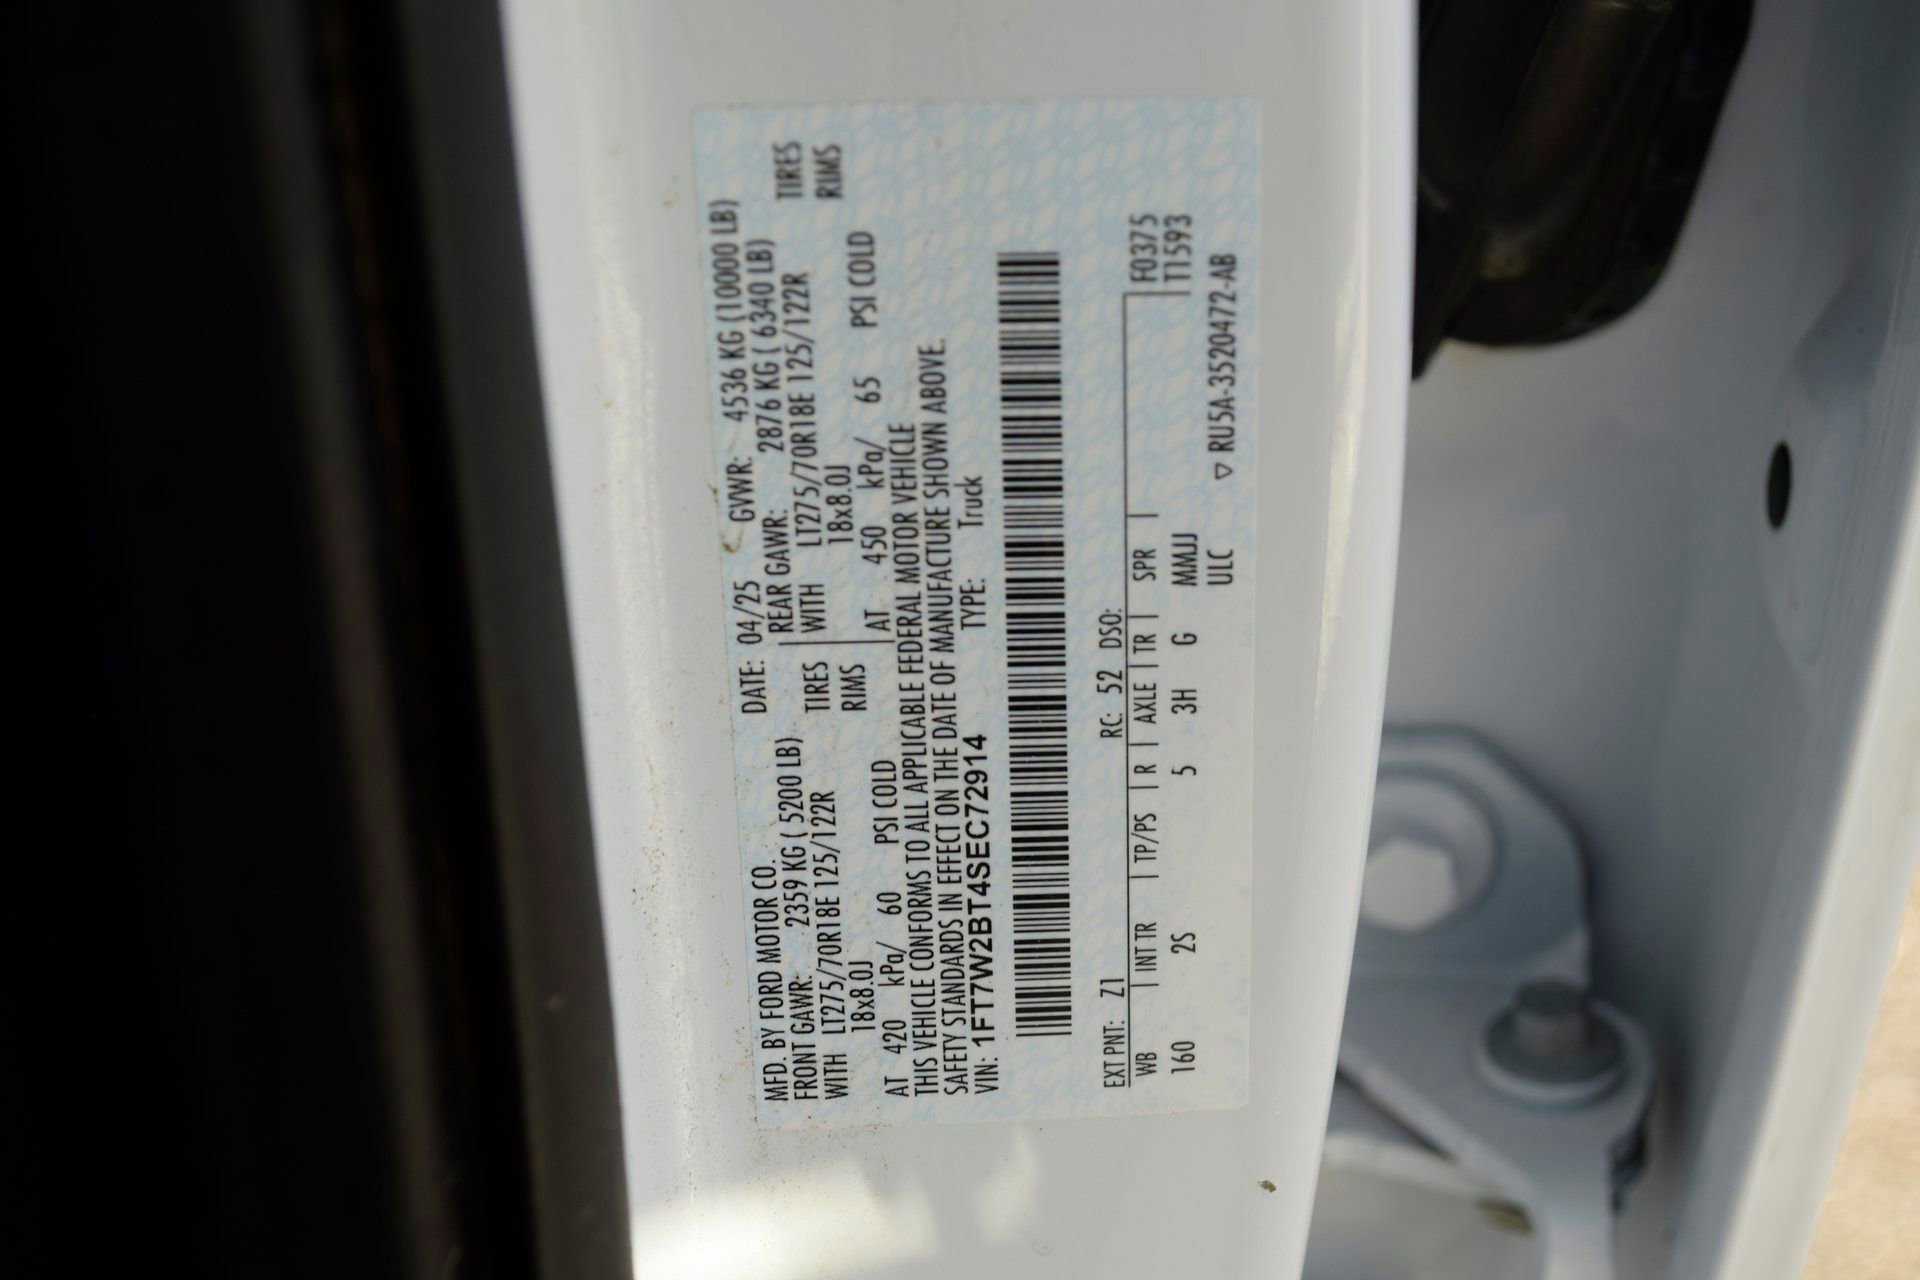 MFD. BY FORD MOTOR CO. DATE: 04/25 GVWR: 4536 KG (10000 LB)
FRONT GAWR: 2359 KG ( 5200 LB) REAR GAWR: 2876 KG ( 6340 LB)
WITH LT275/70R18E 125/122R TIRES WITH LT275/70R18E 125/122R TIRES
18x8.0J RIMS 18x8.0J RIMS
AT 420 kPa/ 60 PSI COLD AT 450 kPa/ 65 PSI COLD
THIS VEHICLE CONFORMS TO ALL APPLICABLE FEDERAL MOTOR VEHICLE
SAFETY STANDARDS IN EFFECT ON THE DATE OF MANUFACTURE SHOWN ABOVE.
VIN: 1FT7W2BT4SEC72914 TYPE: Truck
EXT PNT: Z1 RC: 52 DSO: F0375
WB | INT TR | TP/PS | R | AXLE | TR | SPR | T1593
160 2S 5 3H G MMJJ
ULC ▽ RU5A-3520472-AB